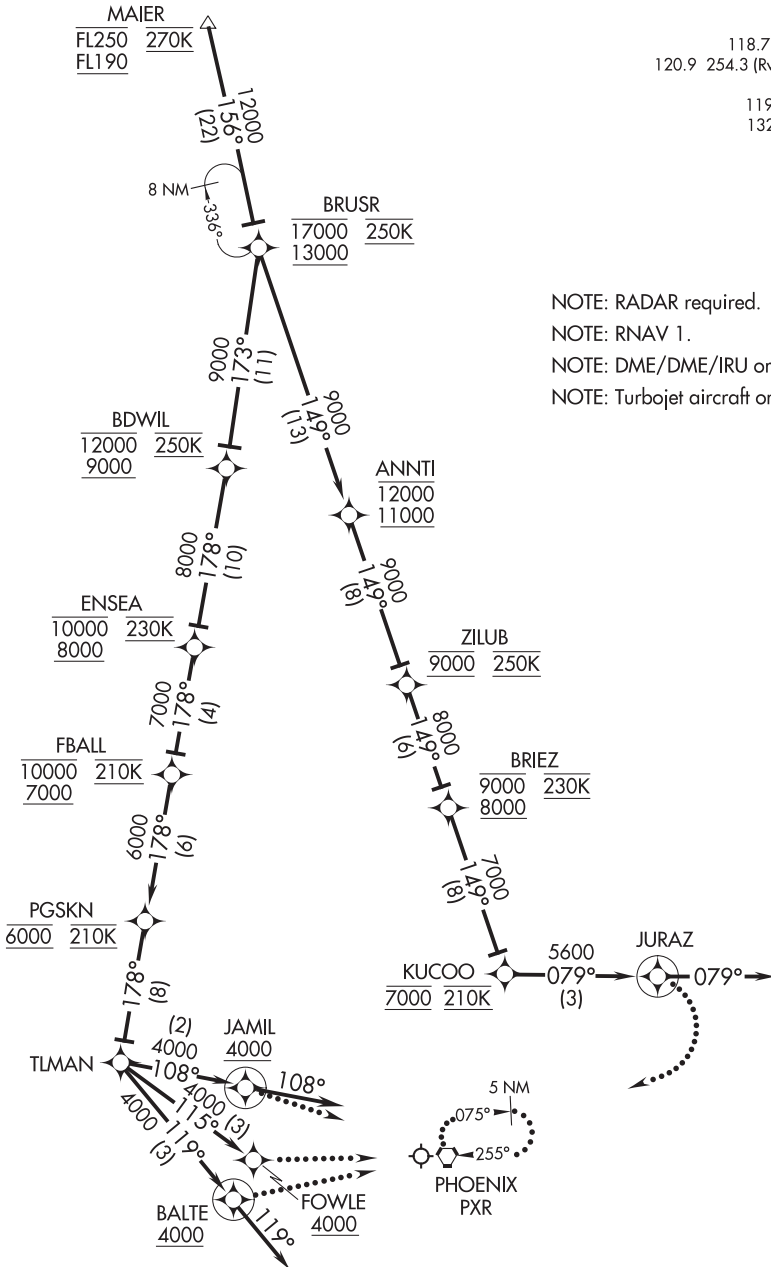 MAIER
FL250 270K
FL190
118.7
120.9 254.3 (Rv
119
132
12000
156°
(22)
8 NM
336°
BRUSR
17000 250K
13000
NOTE: RADAR required.
NOTE: RNAV 1.
NOTE: DME/DME/IRU or
NOTE: Turbojet aircraft or
9000
173°
(11)
9000
149°
(13)
BDWIL
12000 250K
9000
ANNTI
12000
11000
8000
178°
(10)
9000
149°
(8)
ENSEA
10000 230K
8000
ZILUB
9000 250K
7000
178°
(4)
8000
149°
(6)
FBALL
10000 210K
7000
BRIEZ
9000 230K
8000
6000
178°
(6)
7000
149°
(8)
PGSKN
6000 210K
KUCOO
7000 210K
5600
079°
(3)
JURAZ
079°
178°
(8)
TLMAN
(2)
4000
108°
JAMIL
4000
108°
4000 (3)
115°
4000
119°
(3)
5 NM
075°
255°
PHOENIX
PXR
FOWLE
4000
BALTE
4000
119°